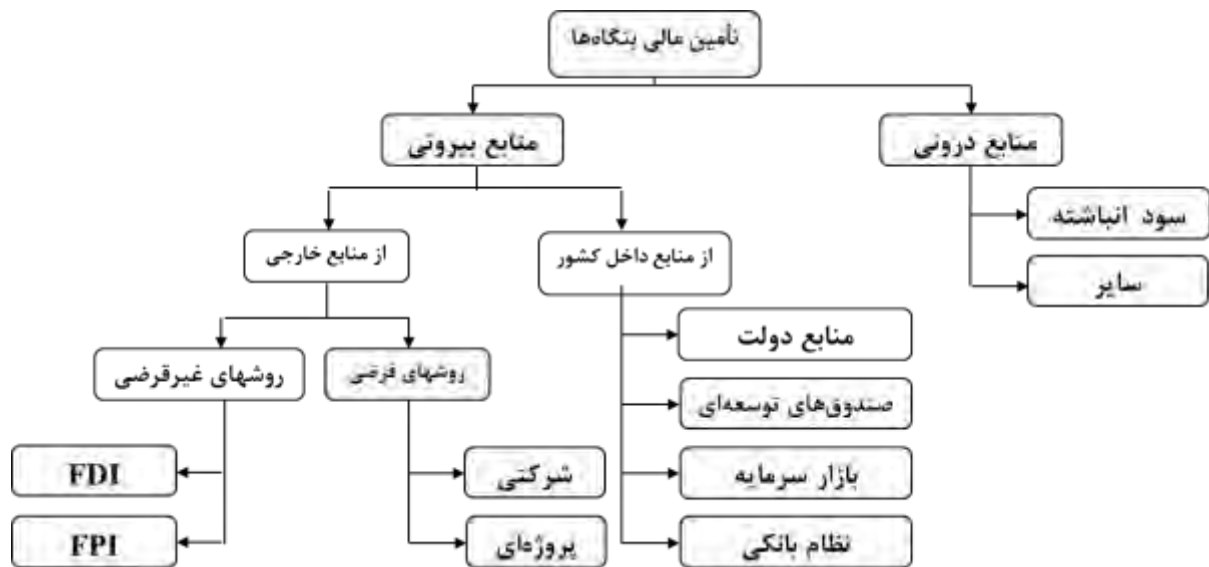 تأمین مالی بنگاه‌ها
منابع درونی
منابع بیرونی
سود انباشته
سایر
از منابع داخل کشور
از منابع خارجی
منابع دولت
صندوق‌های توسعه‌ای
بازار سرمایه
نظام بانکی
روشهای قرضی
روشهای غیرقرضی
شرکتی
پروژه‌ای
FDI
FPI